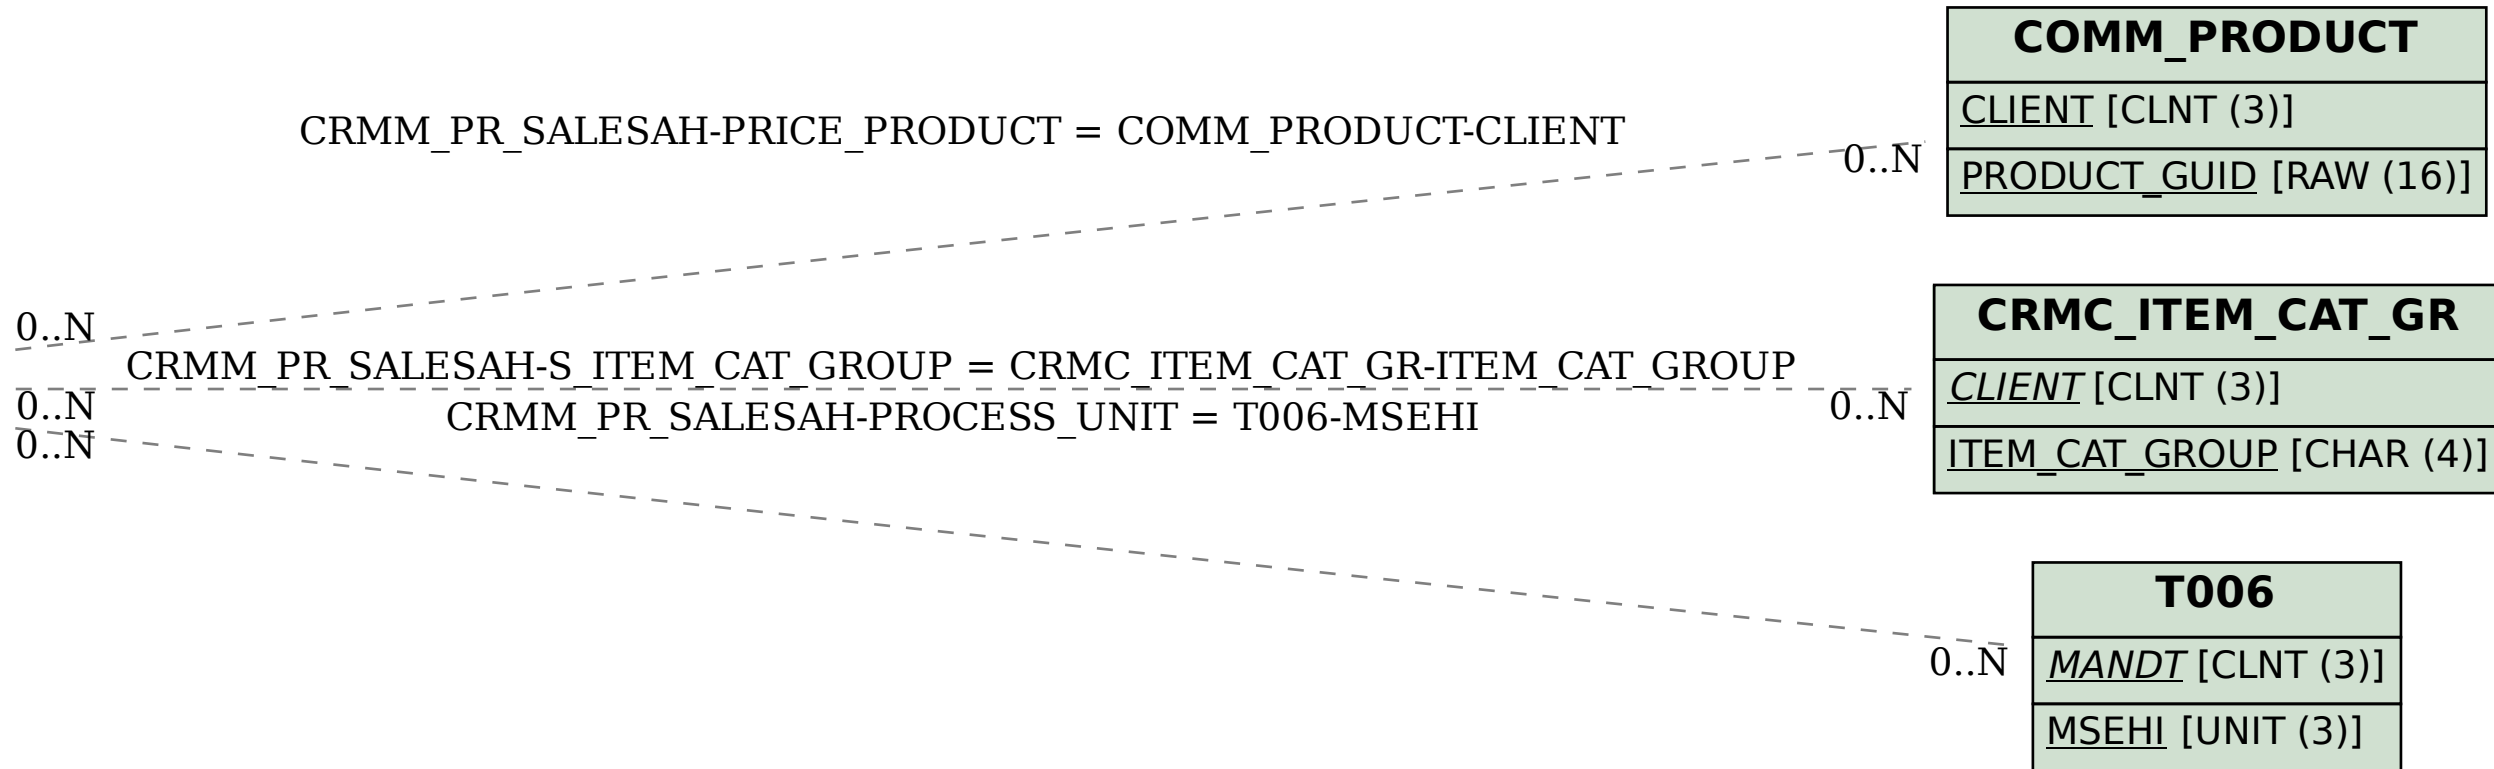 COMM_PRODUCT
CLIENT [CLNT (3)]
CRMM_PR_SALESAH-PRICE_PRODUCT = COMM_PRODUCT-CLIENT
0..N
PRODUCT_GUID [RAW (16)]
CRMC_ITEM_CAT_GR
0..N
CRMM_PR_SALESAH-S_ITEM_CAT_GROUP = CRMC_ITEM_CAT_GR-ITEM_CAT_GROUP
CLIENT [CLNT (3)]
0..N
0..N
CRMM_PR_SALESAH-PROCESS_UNIT = T006-MSEHI
0..N
ITEM_CAT_GROUP [CHAR (4)]
T006
0..N
MANDT [CLNT (3)]
MSEHI [UNIT (3)]